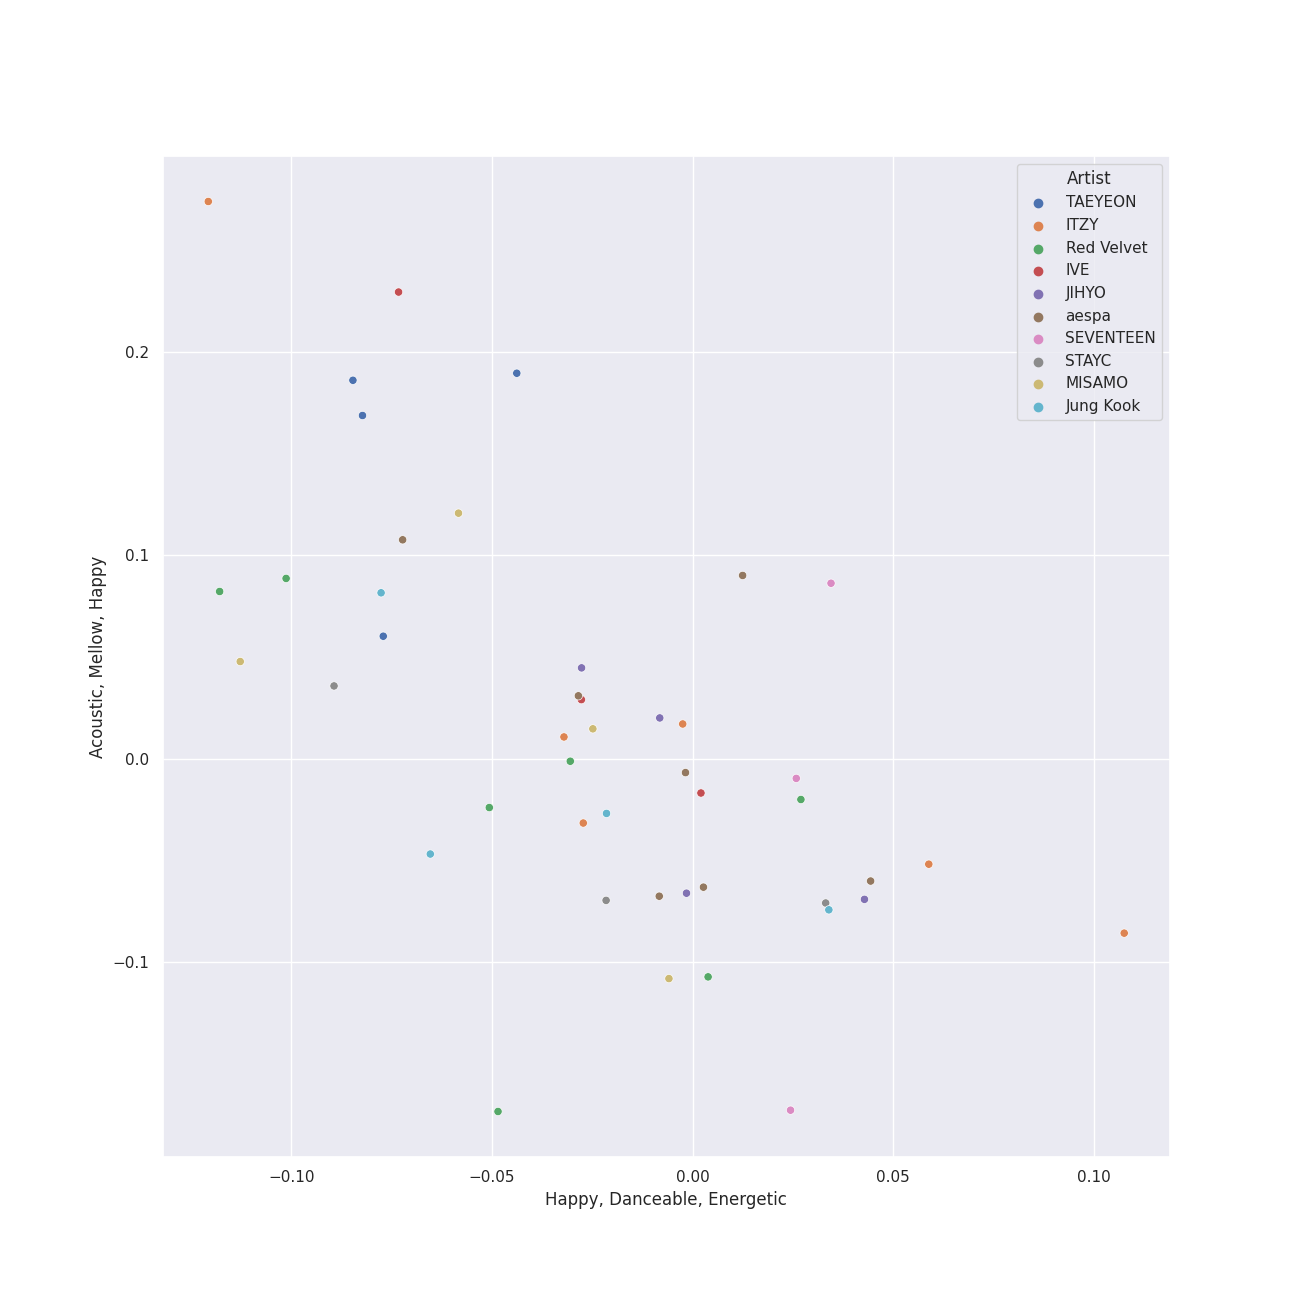 Artist
TAEYEON
ITZY
Red Velvet
IVE
JIHYO
aespa
SEVENTEEN
STAYC
MISAMO
Jung Kook
0.2
0.1
0.0
−0.1
Acoustic, Mellow, Happy
−0.10 −0.05 0.00 0.05 0.10
Happy, Danceable, Energetic